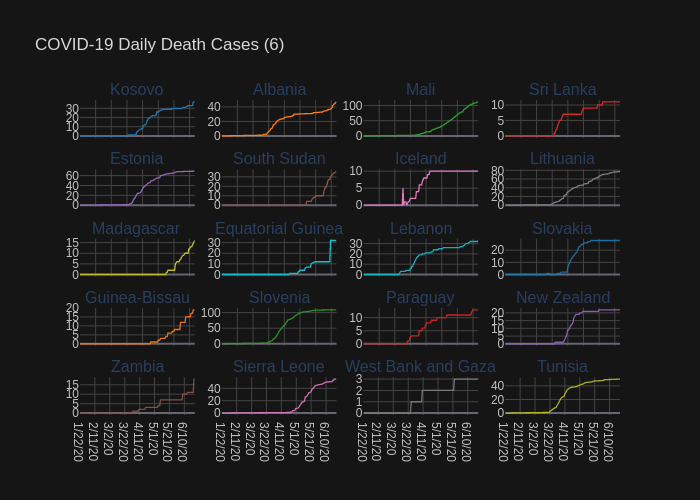 COVID-19 Daily Death Cases (6)
Kosovo Albania Mali Sri Lanka
30 20 10 0 40 20 0 100 50 0 10 5 0
Estonia South Sudan Iceland Lithuania
60 40 20 0 30 20 10 0 10 5 0 80 60 40 20 0
Madagascar Equatorial Guinea Lebanon Slovakia
15 10 5 0 30 20 10 0 30 20 10 0 20 10 0
Guinea-Bissau Slovenia Paraguay New Zealand
20 15 10 5 0 100 50 0 10 5 0 20 15 10 5 0
Zambia Sierra Leone West Bank and Gaza Tunisia
15 10 5 0 40 20 0 3 2 1 0 40 20 0
1/22/20 2/11/20 3/2/20 3/22/20 4/11/20 5/1/20 5/21/20 6/10/20 1/22/20 2/11/20 3/2/20 3/22/20 4/11/20 5/1/20 5/21/20 6/10/20 1/22/20 2/11/20 3/2/20 3/22/20 4/11/20 5/1/20 5/21/20 6/10/20 1/22/20 2/11/20 3/2/20 3/22/20 4/11/20 5/1/20 5/21/20 6/10/20